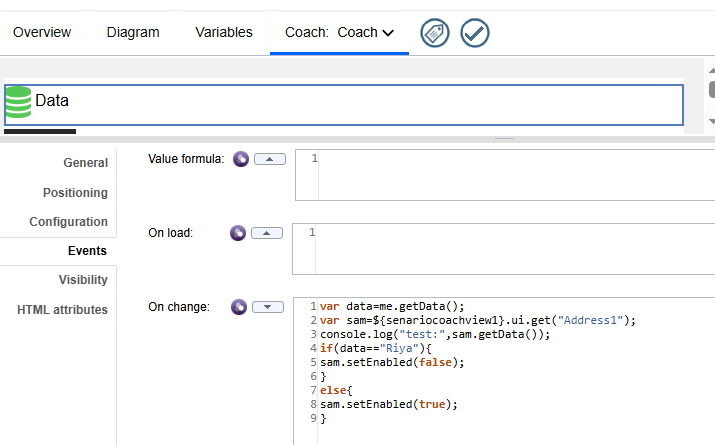 Overview Diagram Variables Coach: Coach
Data
General
Positioning
Configuration
Events
Visibility
HTML attributes
Value formula:
1
On load:
1
On change:
1 var data=me.getData();
2 var sam=${senariocoachview1}.ui.get("Address1");
3 console.log("test:",sam.getData());
4 if(data=="Riya"){
5 sam.setEnabled(false);
6 }
7 else{
8 sam.setEnabled(true);
9 }